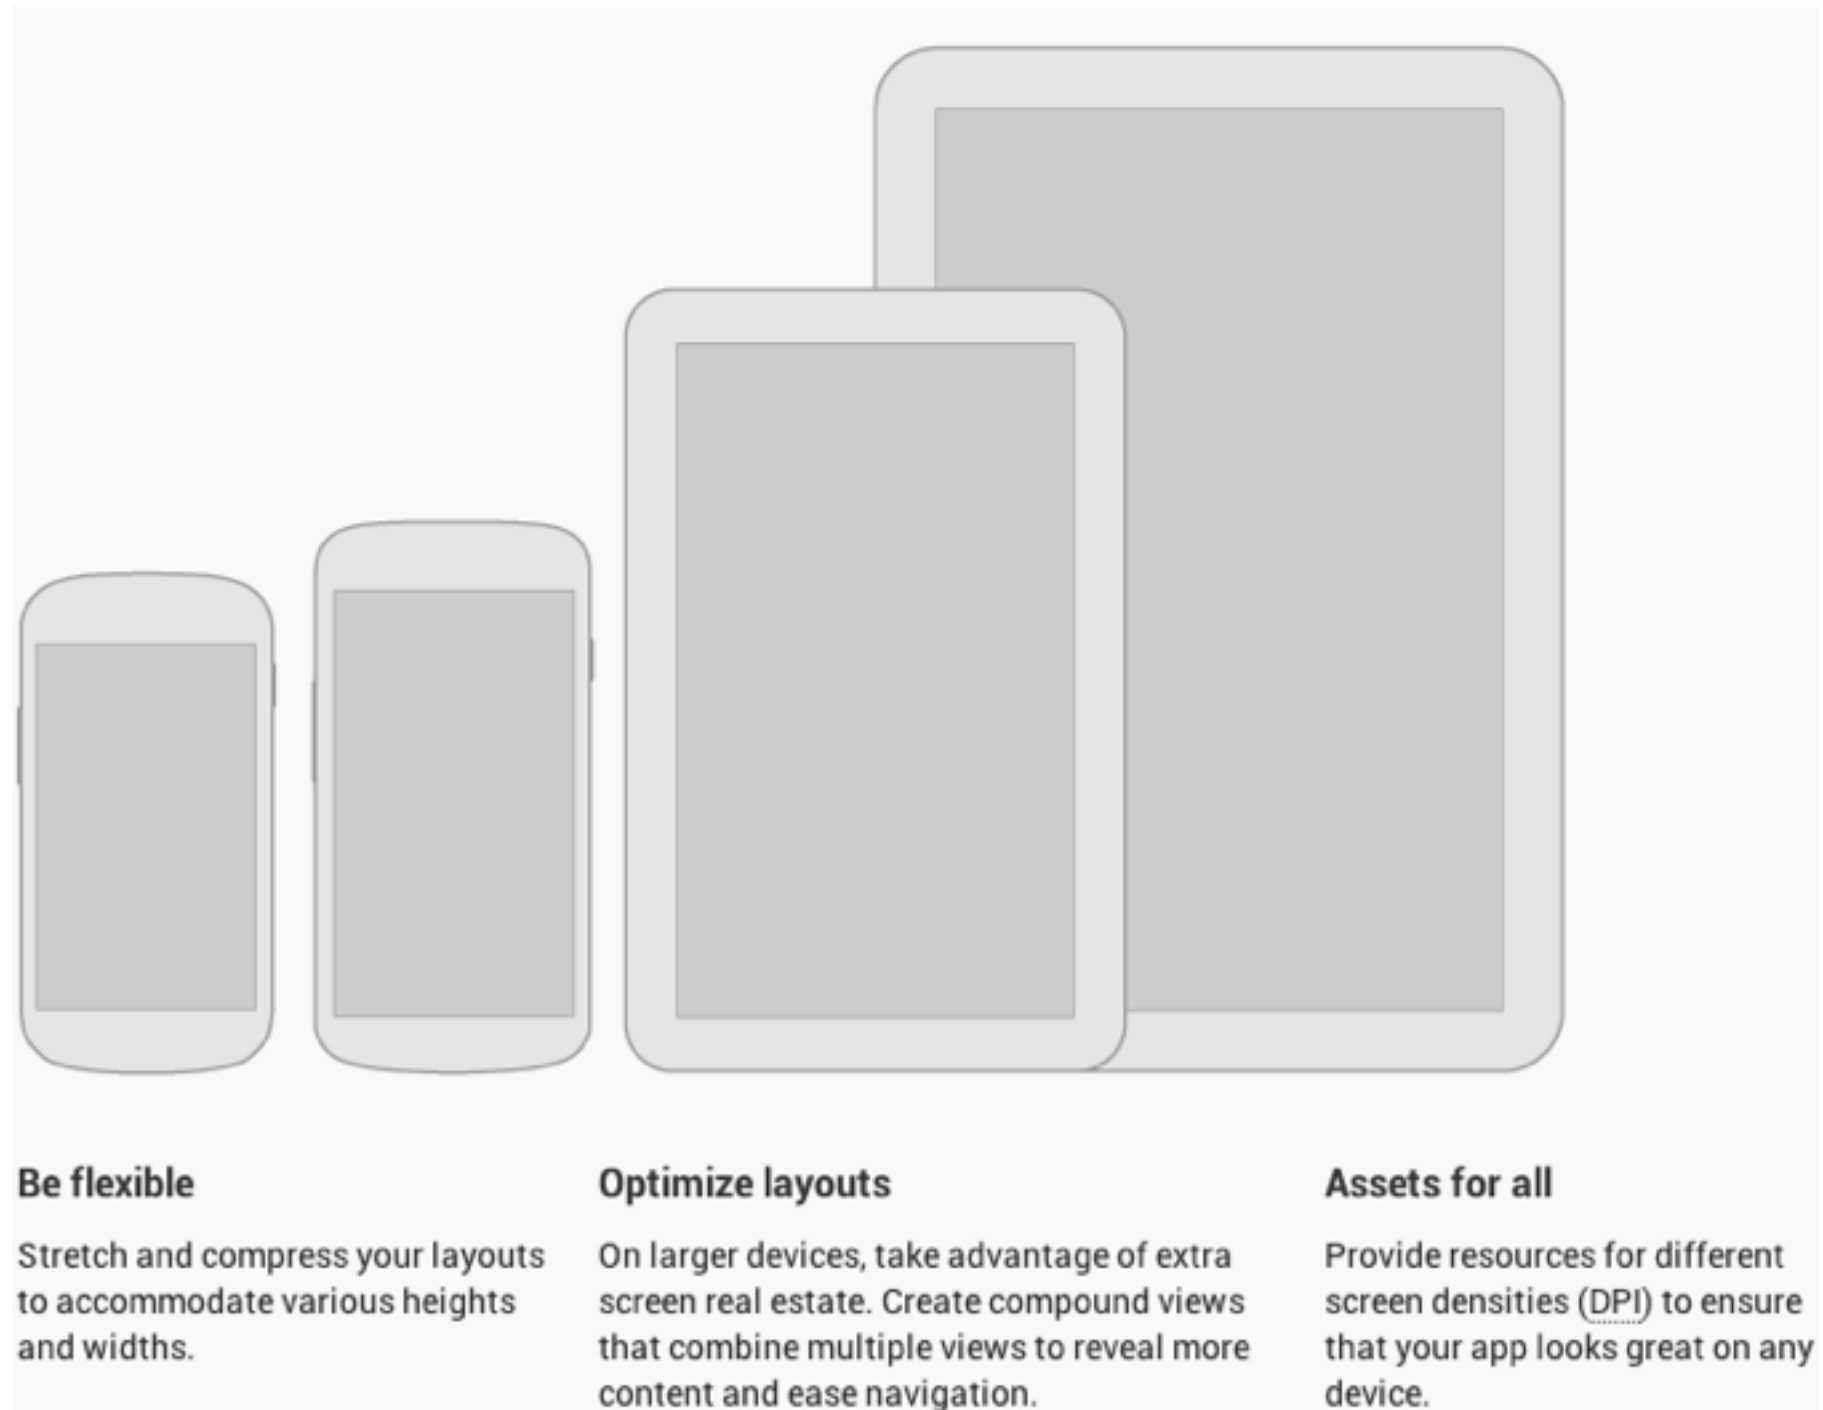 Be flexible
Stretch and compress your layouts
to accommodate various heights
and widths.
Optimize layouts
On larger devices, take advantage of extra
screen real estate. Create compound views
that combine multiple views to reveal more
content and ease navigation.
Assets for all
Provide resources for different
screen densities (DPI) to ensure
that your app looks great on any
device.